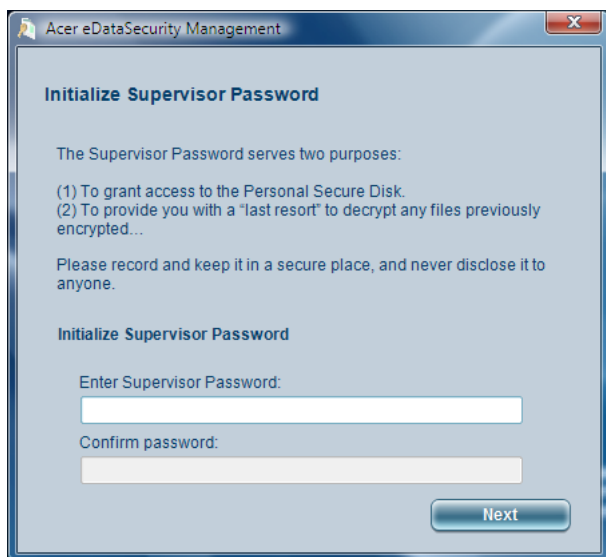 Acer eDataSecurity Management
Initialize Supervisor Password
The Supervisor Password serves two purposes:
(1) To grant access to the Personal Secure Disk.
(2) To provide you with a “last resort” to decrypt any files previously
encrypted...
Please record and keep it in a secure place, and never disclose it to
anyone.
Initialize Supervisor Password
Enter Supervisor Password:
Confirm password:
Next